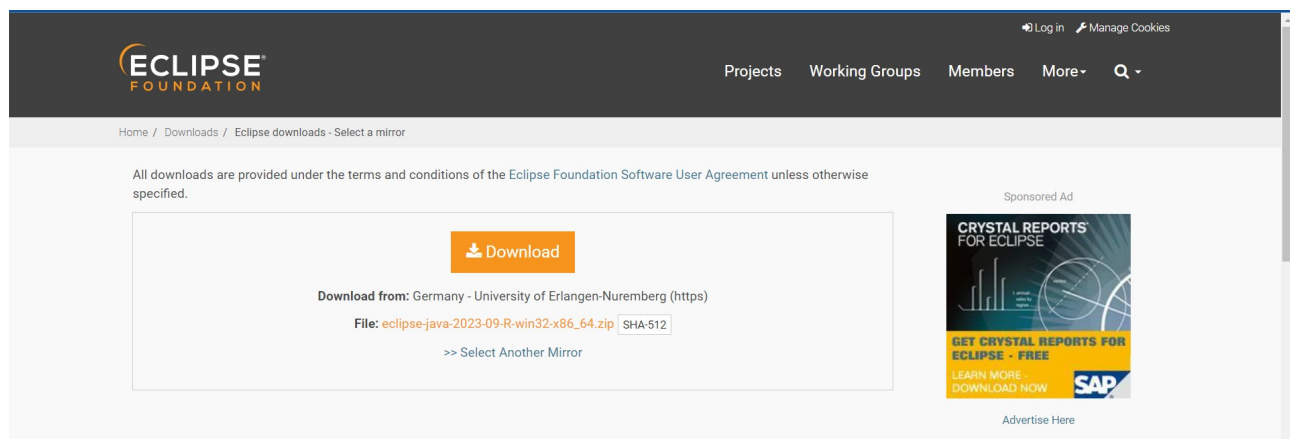 Log in Manage Cookies
ECLIPSE
FOUNDATION
Projects Working Groups Members More
Home / Downloads / Eclipse downloads - Select a mirror
All downloads are provided under the terms and conditions of the Eclipse Foundation Software User Agreement unless otherwise
specified.
Download
Download from: Germany - University of Erlangen-Nuremberg (https)
File: eclipse-java-2023-09-R-win32-x86_64.zip SHA-512
>> Select Another Mirror
Sponsored Ad
CRYSTAL REPORTS
FOR ECLIPSE
annual
sales by
region
GET CRYSTAL REPORTS FOR
ECLIPSE - FREE
LEARN MORE -
DOWNLOAD NOW
SAP
Advertise Here